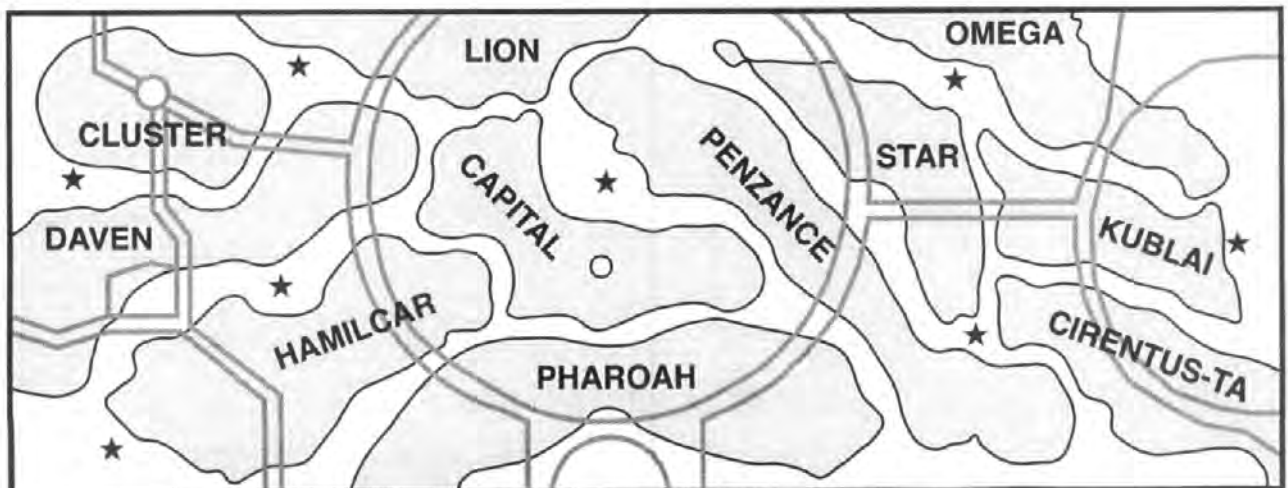 LION
OMEGA
CLUSTER
STAR
CAPITAL
PENZANCE
DAVEN
KUBLAI
HAMILCAR
PHAROAH
CIRENTUS-TA